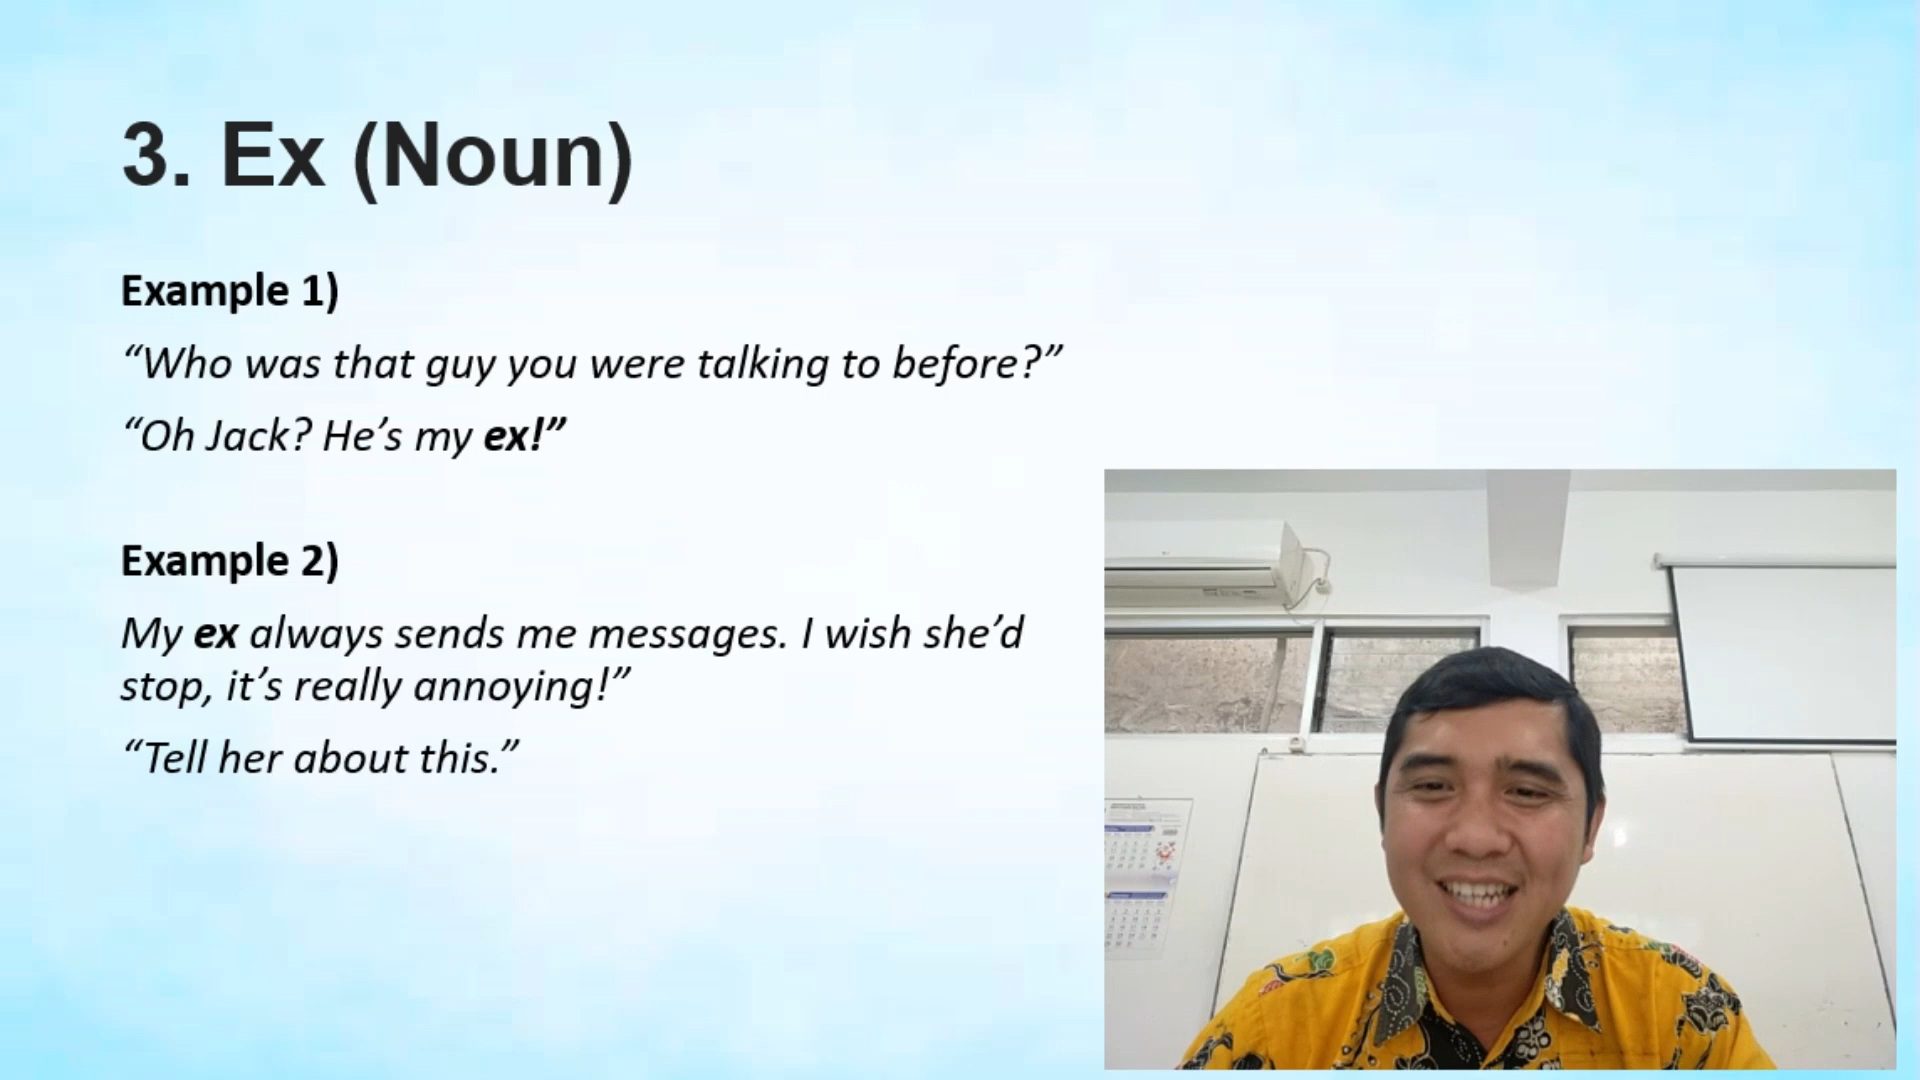 3. Ex (Noun)
Example 1)
“Who was that guy you were talking to before?”
“Oh Jack? He’s my ex!”
Example 2)
My ex always sends me messages. I wish she’d
stop, it’s really annoying!”
“Tell her about this.”